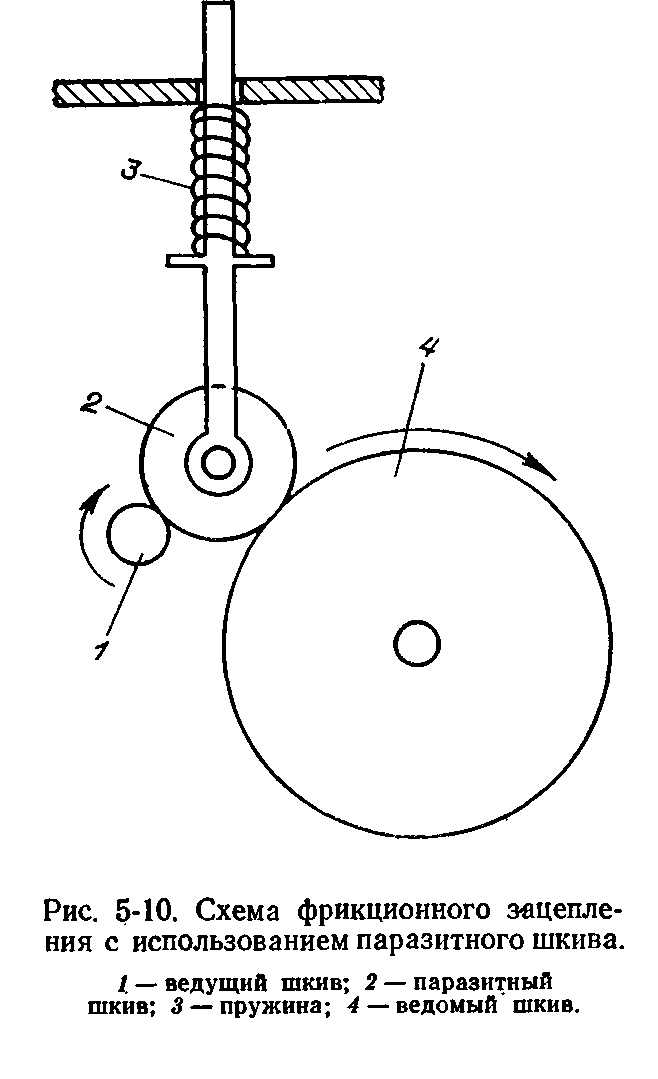 3
4
2
1
Рис. 5-10. Схема фрикционного зацепле-
ния с использованием паразитного шкива.
1 — ведущий шкив; 2 — паразитный
шкив; 3 — пружина; 4 — ведомый шкив.